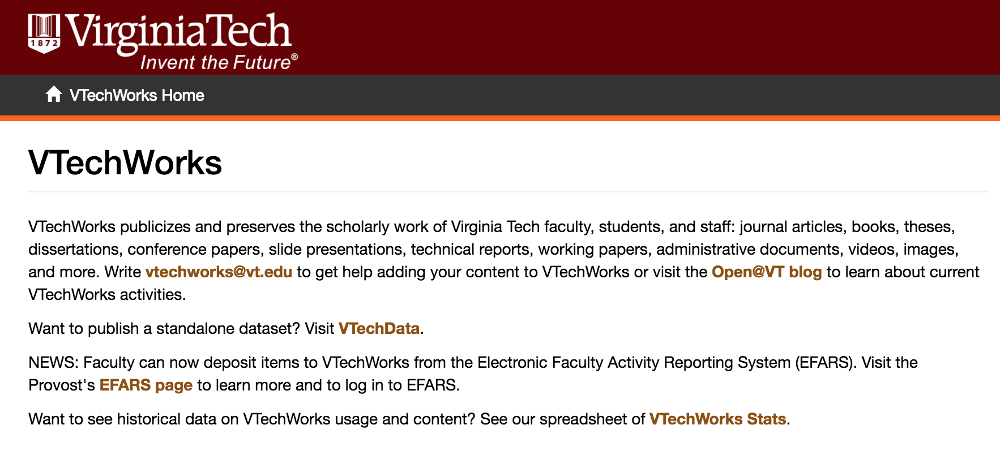 1872
VirginiaTech
Invent the Future®
VTechWorks Home
VTechWorks
VTechWorks publicizes and preserves the scholarly work of Virginia Tech faculty, students, and staff: journal articles, books, theses,
dissertations, conference papers, slide presentations, technical reports, working papers, administrative documents, videos, images,
and more. Write vtechworks@vt.edu to get help adding your content to VTechWorks or visit the Open@VT blog to learn about current
VTechWorks activities.
Want to publish a standalone dataset? Visit VTechData.
NEWS: Faculty can now deposit items to VTechWorks from the Electronic Faculty Activity Reporting System (EFARS). Visit the
Provost's EFARS page to learn more and to log in to EFARS.
Want to see historical data on VTechWorks usage and content? See our spreadsheet of VTechWorks Stats.